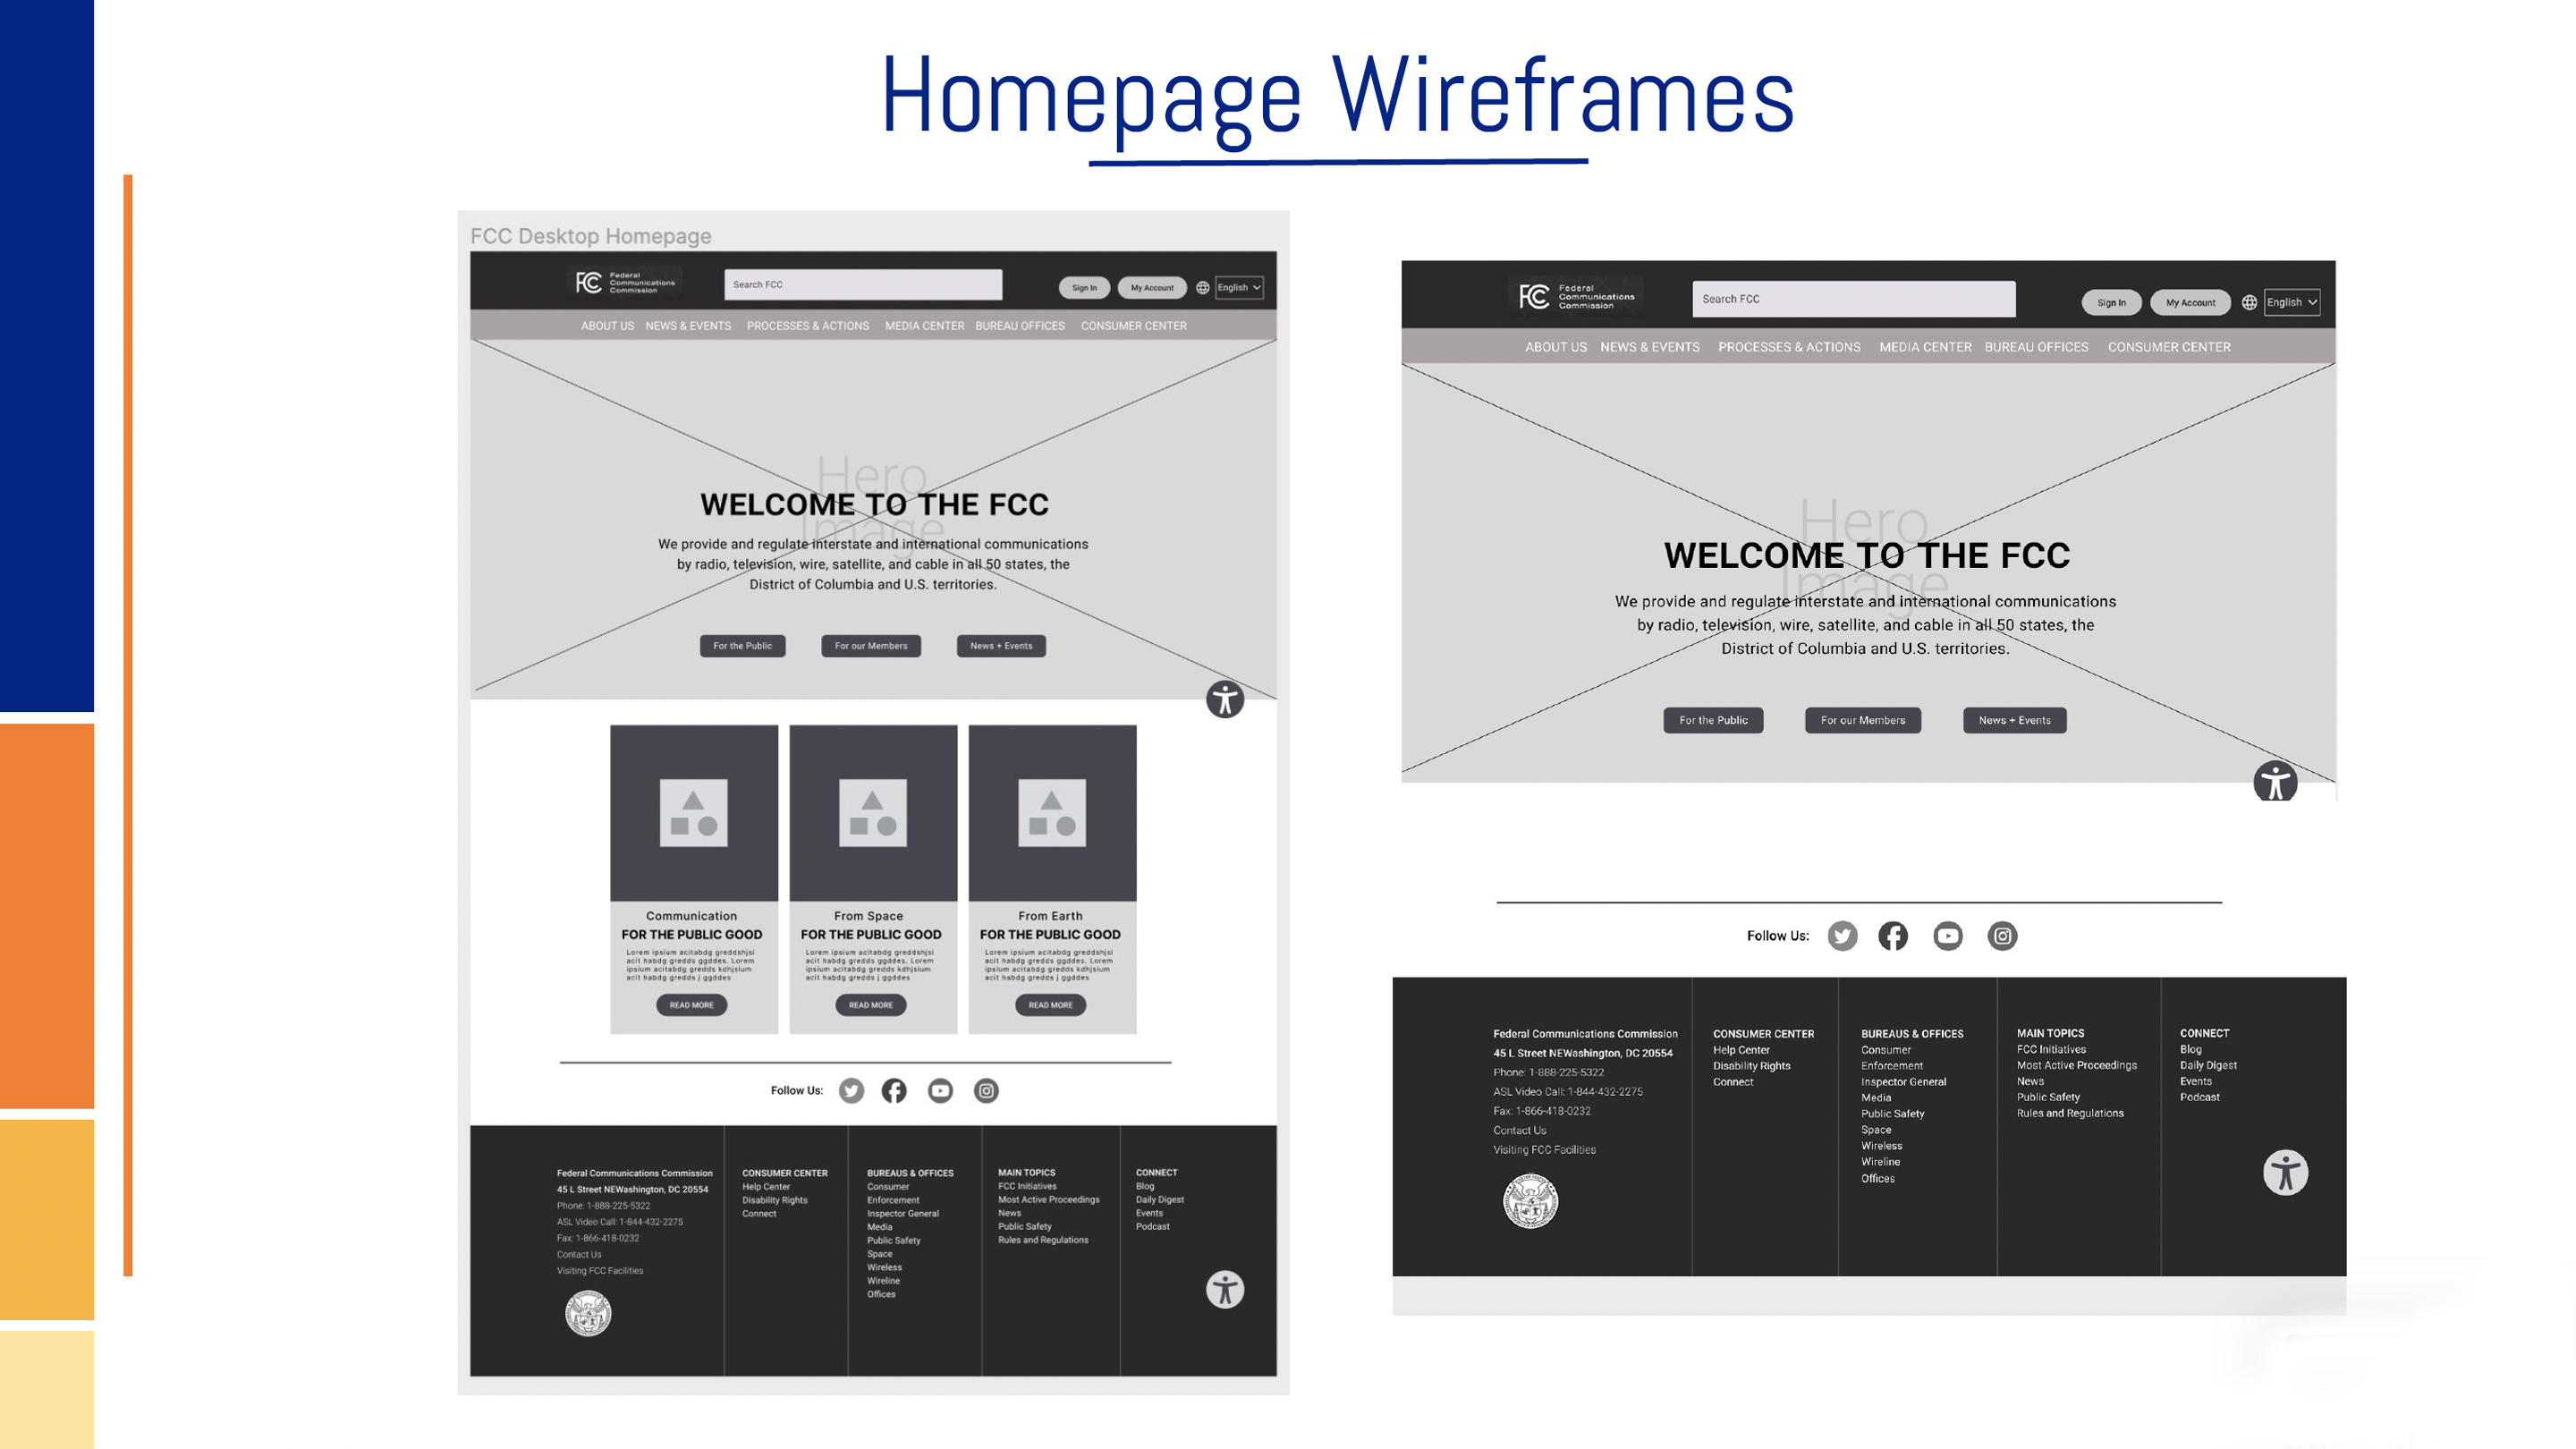 Homepage Wireframes
FCC Desktop Homepage
FCC Federal
Communications
Commission
Search FCC
Sign In
My Account
English
ABOUT US NEWS & EVENTS PROCESSES & ACTIONS MEDIA CENTER BUREAU OFFICES CONSUMER CENTER
Hero
Image
WELCOME TO THE FCC
We provide and regulate interstate and international communications
by radio, television, wire, satellite, and cable in all 50 states, the
District of Columbia and U.S. territories.
For the Public
For our Members
News + Events
Communication
FOR THE PUBLIC GOOD
Lorem ipsium acitabdg greddshjsi
acit habdg gredds ggddes. Lorem
ipsium acitabdg gredds kdhjsium
acit habdg gredds j ggddes
READ MORE
From Space
FOR THE PUBLIC GOOD
Lorem ipsium acitabdg greddshjsi
acit habdg gredds ggddes. Lorem
ipsium acitabdg gredds kdhjsium
acit habdg gredds j ggddes
READ MORE
From Earth
FOR THE PUBLIC GOOD
Lorem ipsium acitabdg greddshjsi
acit habdg gredds ggddes. Lorem
ipsium acitabdg gredds kdhjsium
acit habdg gredds j ggddes
READ MORE
Follow Us:
Federal Communications Commission
45 L Street NEWashington, DC 20554
Phone: 1-888-225-5322
ASL Video Call: 1-844-432-2275
Fax: 1-866-418-0232
Contact Us
Visiting FCC Facilities
CONSUMER CENTER
Help Center
Disability Rights
Connect
BUREAUS & OFFICES
Consumer
Enforcement
Inspector General
Media
Public Safety
Space
Wireless
Wireline
Offices
MAIN TOPICS
FCC Initiatives
Most Active Proceedings
News
Public Safety
Rules and Regulations
CONNECT
Blog
Daily Digest
Events
Podcast
FCC Federal
Communications
Commission
Search FCC
Sign In
My Account
English
ABOUT US NEWS & EVENTS PROCESSES & ACTIONS MEDIA CENTER BUREAU OFFICES CONSUMER CENTER
Hero
Image
WELCOME TO THE FCC
We provide and regulate interstate and international communications
by radio, television, wire, satellite, and cable in all 50 states, the
District of Columbia and U.S. territories.
For the Public
For our Members
News + Events
Follow Us:
Federal Communications Commission
45 L Street NEWashington, DC 20554
Phone: 1-888-225-5322
ASL Video Call: 1-844-432-2275
Fax: 1-866-418-0232
Contact Us
Visiting FCC Facilities
CONSUMER CENTER
Help Center
Disability Rights
Connect
BUREAUS & OFFICES
Consumer
Enforcement
Inspector General
Media
Public Safety
Space
Wireless
Wireline
Offices
MAIN TOPICS
FCC Initiatives
Most Active Proceedings
News
Public Safety
Rules and Regulations
CONNECT
Blog
Daily Digest
Events
Podcast